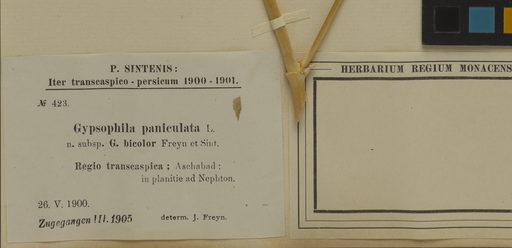 P. SINTENIS:
Iter transcaspico-persicum 1900-1901.
№ 423.
Gypsophila paniculata L.
n. subsp. G. bicolor Freyn et Sint.
Regio transcaspica; Aschabad:
in planitie ad Nephton.
26. V. 1900.
Zugegangen III. 1905 determ. J. Freyn.
HERBARIUM REGIUM MONACENS